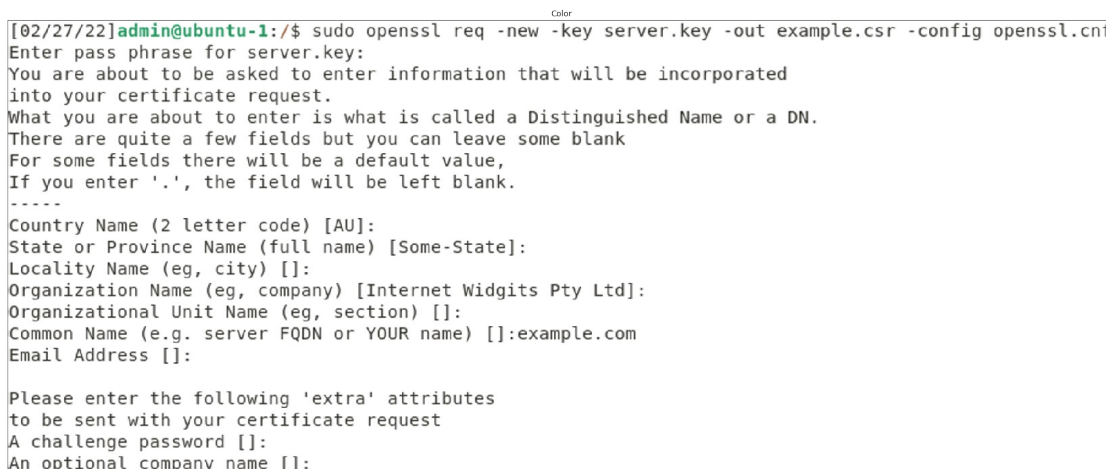 Color
[02/27/22]admin@ubuntu-1:/$ sudo openssl req -new -key server.key -out example.csr -config openssl.cnf
Enter pass phrase for server.key:
You are about to be asked to enter information that will be incorporated
into your certificate request.
What you are about to enter is what is called a Distinguished Name or a DN.
There are quite a few fields but you can leave some blank
For some fields there will be a default value,
If you enter '.', the field will be left blank.
-----
Country Name (2 letter code) [AU]:
State or Province Name (full name) [Some-State]:
Locality Name (eg, city) []:
Organization Name (eg, company) [Internet Widgits Pty Ltd]:
Organizational Unit Name (eg, section) []:
Common Name (e.g. server FQDN or YOUR name) []:example.com
Email Address []:

Please enter the following 'extra' attributes
to be sent with your certificate request
A challenge password []:
An optional company name []: